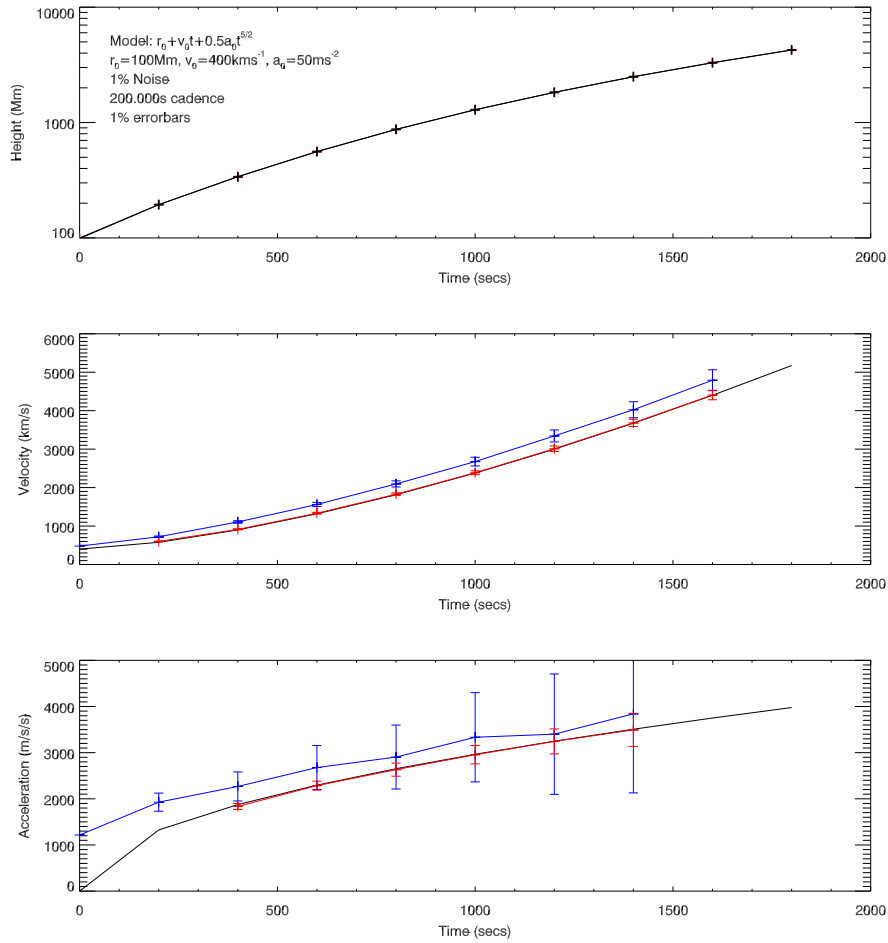 10000
1000
100
Height (Mm)
Model: r₀+v₀t+0.5a₀t^5/2
r₀=100Mm, v₀=400kms⁻¹, a₀=50ms⁻²
1% Noise
200.000s cadence
1% errorbars
0 500 1000 1500 2000
Time (secs)
6000
5000
4000
3000
2000
1000
0
Velocity (km/s)
0 500 1000 1500 2000
Time (secs)
5000
4000
3000
2000
1000
0
Acceleration (m/s/s)
0 500 1000 1500 2000
Time (secs)